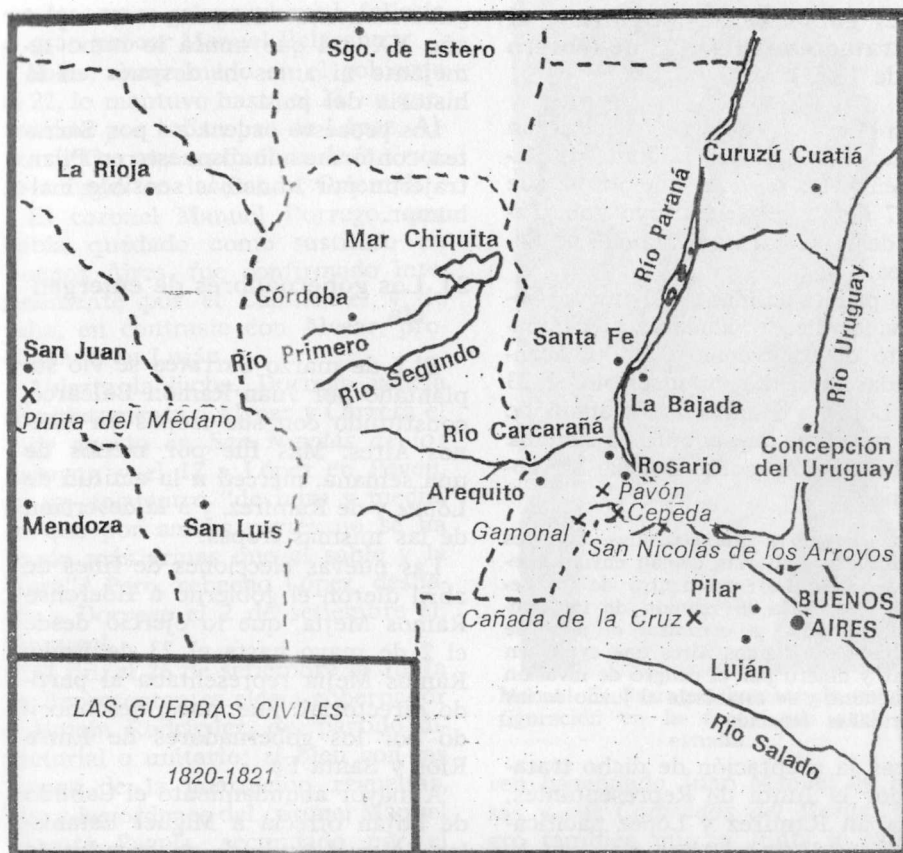 Sgo. de Estero
La Rioja
Curuzú Cuatiá
Río Paraná
Mar Chiquita
Córdoba
Río Uruguay
San Juan
Río Primero
Santa Fe
Río Segundo
La Bajada
Punta del Médano
Río Carcarañá
Concepción
del Uruguay
Rosario
Arequito
Pavón
Mendoza
San Luis
Cepeda
Gamonal
San Nicolás de los Arroyos
Pilar
BUENOS
AIRES
Cañada de la Cruz
Luján
Río Salado
LAS GUERRAS CIVILES
1820-1821